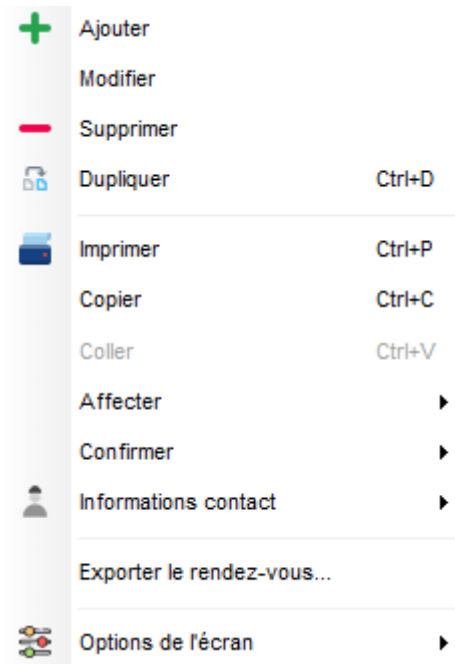 Ajouter
Modifier
Supprimer
Dupliquer Ctrl+D
Imprimer Ctrl+P
Copier Ctrl+C
Coller Ctrl+V
Affecter
Confirmer
Informations contact
Exporter le rendez-vous...
Options de l'écran